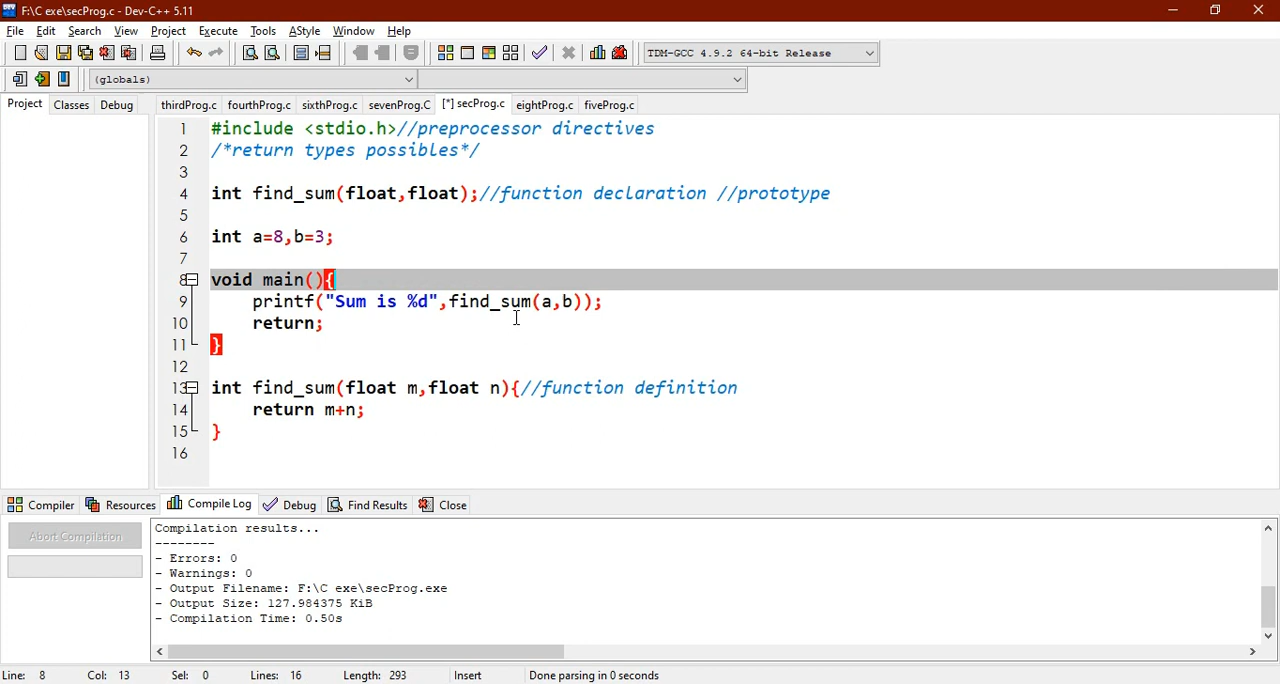 F:\C exe\secProg.c - Dev-C++ 5.11
File Edit Search View Project Execute Tools AStyle Window Help
TDM-GCC 4.9.2 64-bit Release
(globals)
Project Classes Debug thirdProg.c fourthProg.c sixthProg.c sevenProg.C [*] secProg.c eightProg.c fiveProg.c
1 #include <stdio.h>//preprocessor directives
2 /*return types possibles*/
3
4 int find_sum(float,float);//function declaration //prototype
5
6 int a=8,b=3;
7
8 void main(){
9 printf("Sum is %d",find_sum(a,b));
10 return;
11 }
12
13 int find_sum(float m,float n){//function definition
14 return m+n;
15 }
16
Compiler Resources Compile Log Debug Find Results Close
Abort Compilation
Compilation results...
--------
- Errors: 0
- Warnings: 0
- Output Filename: F:\C exe\secProg.exe
- Output Size: 127.984375 KiB
- Compilation Time: 0.50s
Line: 8 Col: 13 Sel: 0 Lines: 16 Length: 293 Insert Done parsing in 0 seconds